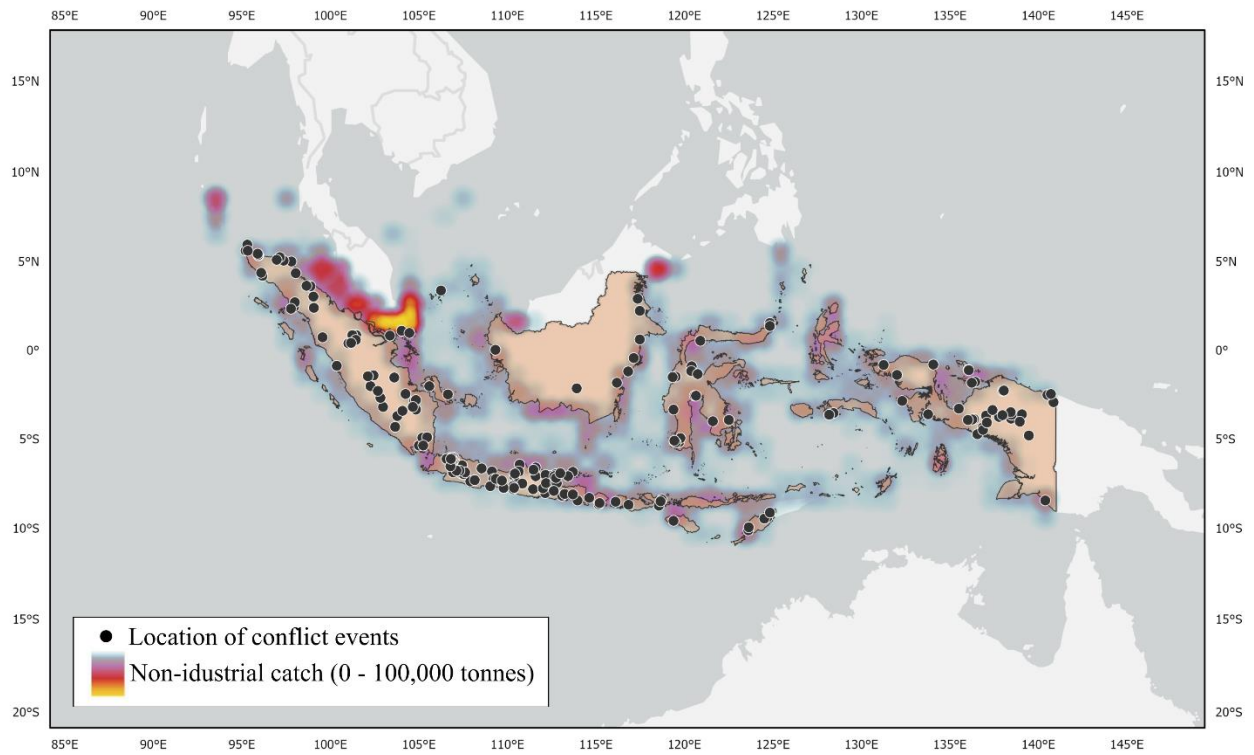 85°E 90°E 95°E 100°E 105°E 110°E 115°E 120°E 125°E 130°E 135°E 140°E 145°E
15°N 15°N
10°N 10°N
5°N 5°N
0° 0°
5°S 5°S
10°S 10°S
15°S 15°S
Location of conflict events
Non-idustrial catch (0 - 100,000 tonnes)
20°S 20°S
85°E 90°E 95°E 100°E 105°E 110°E 115°E 120°E 125°E 130°E 135°E 140°E 145°E